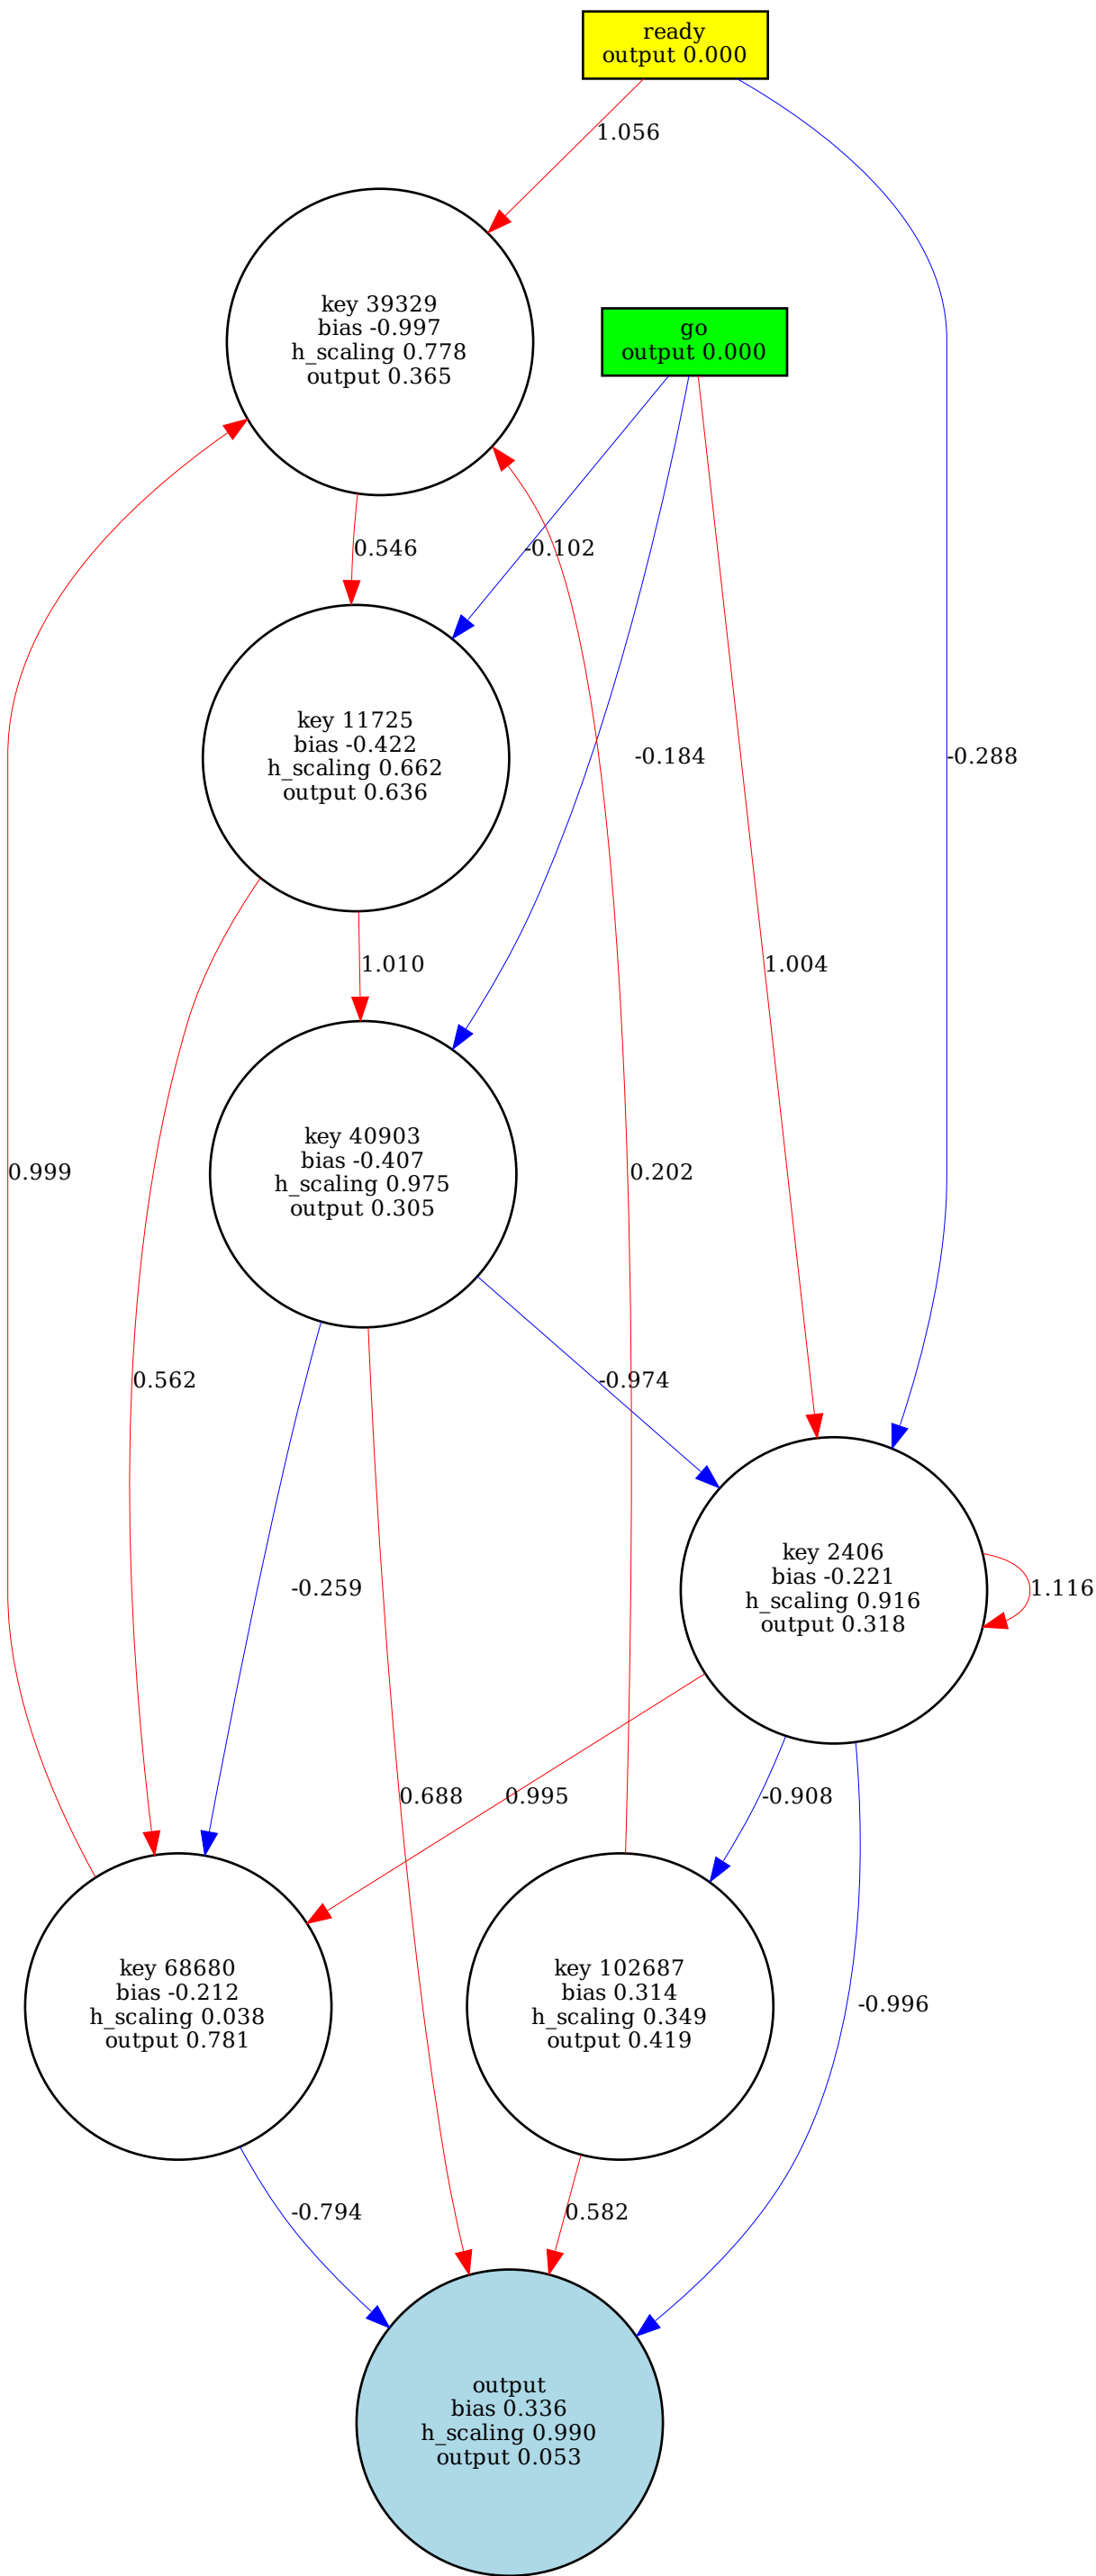 ready
output 0.000
1.056
key 39329
bias -0.997
h_scaling 0.778
output 0.365
go
output 0.000
0.546
-0.102
key 11725
bias -0.422
h_scaling 0.662
output 0.636
-0.184
-0.288
1.010
1.004
key 40903
bias -0.407
h_scaling 0.975
output 0.305
0.999
0.202
0.562
-0.974
key 2406
bias -0.221
h_scaling 0.916
output 0.318
-0.259
1.116
0.688
0.995
-0.908
key 68680
bias -0.212
h_scaling 0.038
output 0.781
key 102687
bias 0.314
h_scaling 0.349
output 0.419
-0.996
-0.794
0.582
output
bias 0.336
h_scaling 0.990
output 0.053